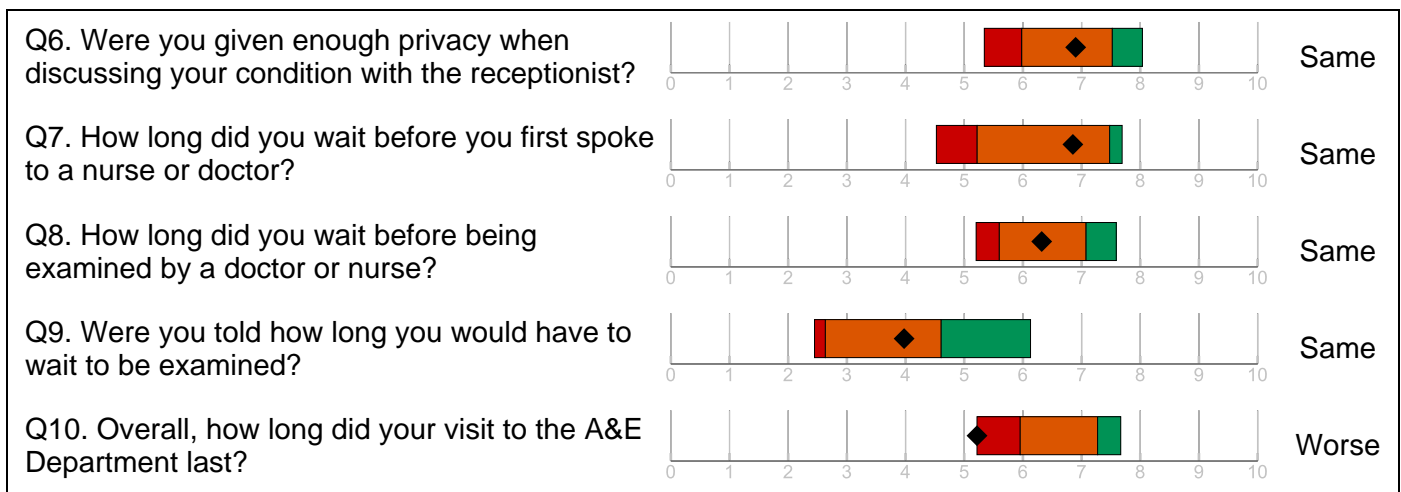 Q6. Were you given enough privacy when
discussing your condition with the receptionist?
0 1 2 3 4 5 6 7 8 9 10
Same
Q7. How long did you wait before you first spoke
to a nurse or doctor?
0 1 2 3 4 5 6 7 8 9 10
Same
Q8. How long did you wait before being
examined by a doctor or nurse?
0 1 2 3 4 5 6 7 8 9 10
Same
Q9. Were you told how long you would have to
wait to be examined?
0 1 2 3 4 5 6 7 8 9 10
Same
Q10. Overall, how long did your visit to the A&E
Department last?
0 1 2 3 4 5 6 7 8 9 10
Worse